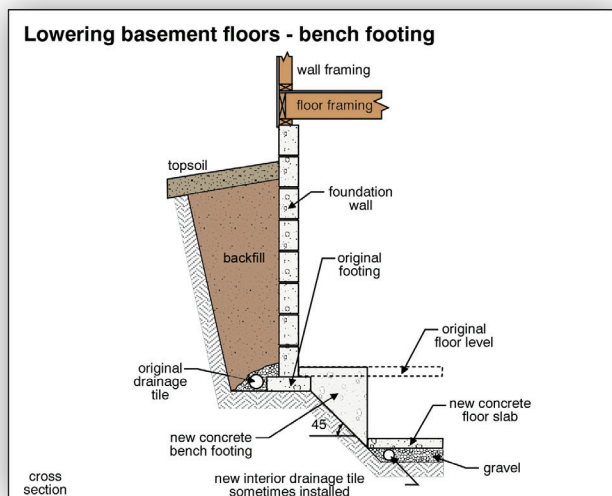 Lowering basement floors - bench footing
wall framing
floor framing
topsoil
foundation
wall
backfill
original
footing
original
floor level
original
drainage
tile
new concrete
floor slab
45
new concrete
bench footing
gravel
cross
section
new interior drainage tile
sometimes installed